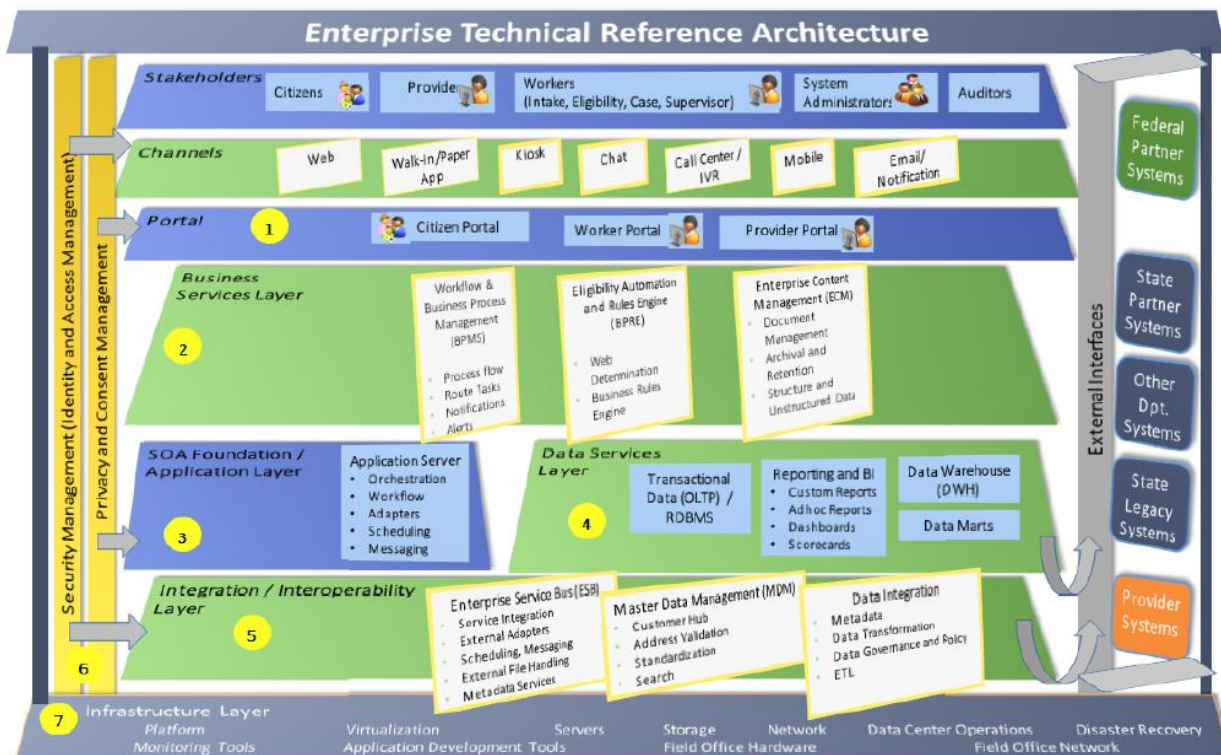 Enterprise Technical Reference Architecture
Security Management (Identity and Access Management)
Privacy and Consent Management
Stakeholders
Citizens
Provider
Workers
(Intake, Eligibility, Case, Supervisor)
System
Administrators
Auditors
Channels
Web
Walk-In/Paper
App
Kiosk
Chat
Call Center /
IVR
Mobile
Email/
Notification
Portal
1
Citizen Portal
Worker Portal
Provider Portal
Business
Services Layer
2
Workflow &
Business Process
Management
(BPMS)
• Process flow
• Route Tasks
• Notifications
• Alerts
Eligibility Automation
and Rules Engine
(BPRE)
• Web
Determination
• Business Rules
Engine
Enterprise Content
Management (ECM)
• Document
Management
• Archival and
Retention
• Structure and
Unstructured Data
SOA Foundation /
Application Layer
3
Application Server
• Orchestration
• Workflow
• Adapters
• Scheduling
• Messaging
Data Services
Layer
4
Transactional
Data (OLTP) /
RDBMS
Reporting and BI
• Custom Reports
• Adhoc Reports
• Dashboards
• Scorecards
Data Warehouse
(DWH)
Data Marts
Integration / Interoperability
Layer
5
Enterprise Service Bus (ESB)
• Service Integration
• External Adapters
• Scheduling, Messaging
• External File Handling
• Metadata Services
Master Data Management (MDM)
• Customer Hub
• Address Validation
• Standardization
• Search
Data Integration
• Metadata
• Data Transformation
• Data Governance and Policy
• ETL
6
External Interfaces
Federal
Partner
Systems
State
Partner
Systems
Other
Dpt.
Systems
State
Legacy
Systems
Provider
Systems
7
Infrastructure Layer
Platform Virtualization Servers Storage Network Data Center Operations Disaster Recovery
Monitoring Tools Application Development Tools Field Office Hardware Field Office Network